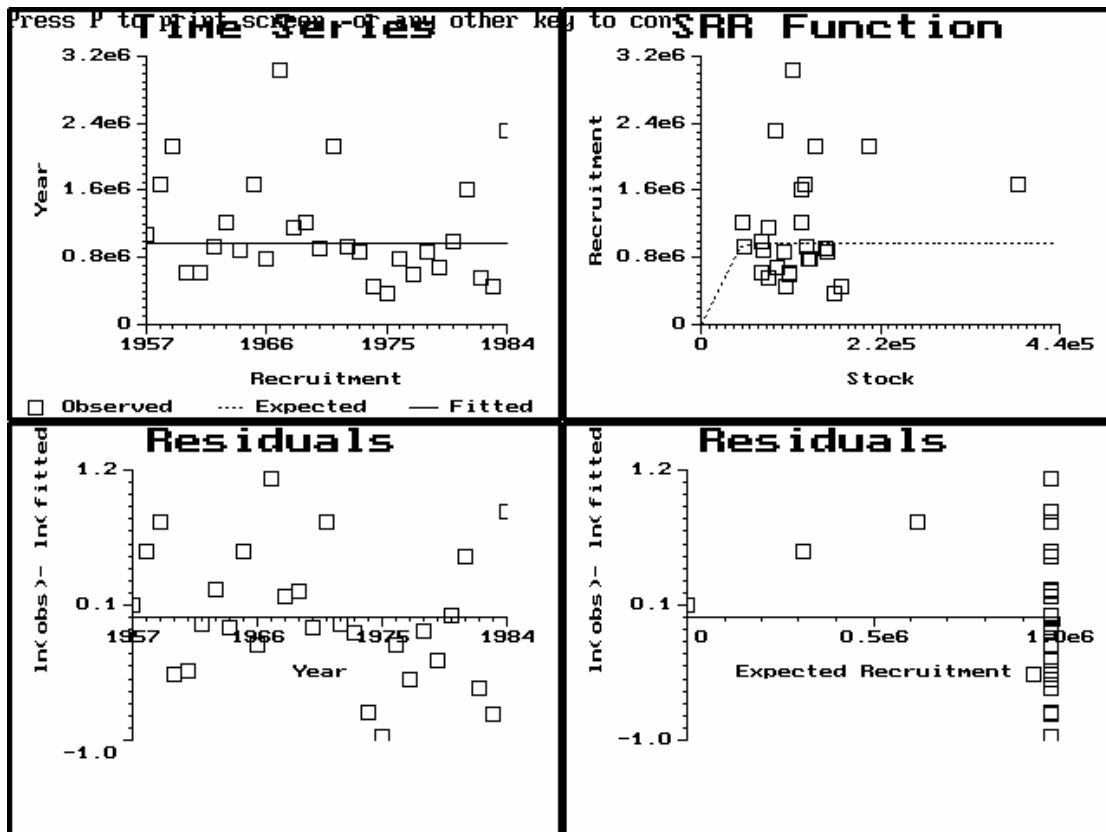 Press P to print screen -or any other key to con
Time Series
3.2e6
2.4e6
1.6e6
0.8e6
0
Year
1957 1966 1975 1984
Recruitment
Observed Expected Fitted
SRR Function
3.2e6
2.4e6
1.6e6
0.8e6
0
Recruitment
0 2.2e5 4.4e5
Stock
Residuals
1.2
0.1
-1.0
ln(obs)- ln(fitted
1957 1966 1975 1984
Year
Residuals
1.2
0.1
-1.0
ln(obs)- ln(fitted
0 0.5e6 1.0e6
Expected Recruitment